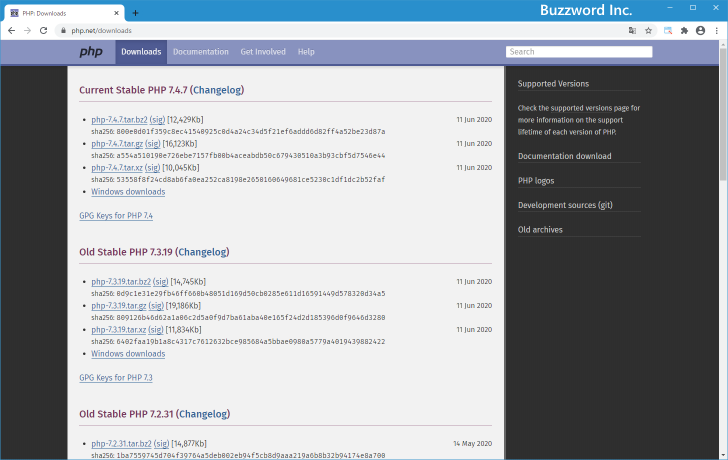 PHP: Downloads
Buzzword Inc.
php.net/downloads
php
Downloads
Documentation
Get Involved
Help
Search
Current Stable PHP 7.4.7 (Changelog)
php-7.4.7.tar.bz2 (sig) [12,429Kb] 11 Jun 2020
sha256: 800e0d01f359c8ec41540925c0d4a24c34d5f21ef6addd6d82ff4a52be23d87a
php-7.4.7.tar.gz (sig) [16,123Kb] 11 Jun 2020
sha256: a554a510190e726ebe7157fb00b4aceabdb50c679430510a3b93cbf5d7546e44
php-7.4.7.tar.xz (sig) [10,045Kb] 11 Jun 2020
sha256: 53558f8f24cd8ab6fa0ea252ca8198e2650160649681ce5230c1df1dc2b52faf
Windows downloads
GPG Keys for PHP 7.4
Old Stable PHP 7.3.19 (Changelog)
php-7.3.19.tar.bz2 (sig) [14,745Kb] 11 Jun 2020
sha256: 0d9c1e31e29fb46ff660b48051d169d50cb0285e611d16591449d578320d34a5
php-7.3.19.tar.gz (sig) [19,186Kb] 11 Jun 2020
sha256: 809126b46d62a1a06c2d5a0f9d7ba61aba40e165f24d2d185396d0f9646d3280
php-7.3.19.tar.xz (sig) [11,834Kb] 11 Jun 2020
sha256: 6402faa19b1a8c4317c7612632bce985684a5bbae0980a5779a4019439882422
Windows downloads
GPG Keys for PHP 7.3
Old Stable PHP 7.2.31 (Changelog)
php-7.2.31.tar.bz2 (sig) [14,877Kb] 14 May 2020
sha256: 1ba7559745d704f39764a5deb002eb94f5cb8d9aaa219a6b8b32b94174e8a700
Supported Versions
Check the supported versions page for
more information on the support
lifetime of each version of PHP.
Documentation download
PHP logos
Development sources (git)
Old archives